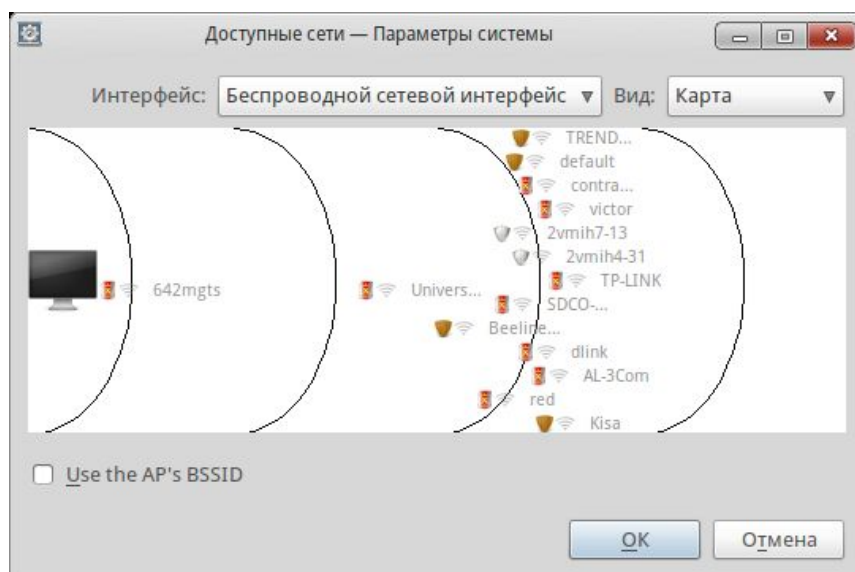 Доступные сети — Параметры системы
Интерфейс: Беспроводной сетевой интерфейс Вид: Карта
TREND...
default
contra...
victor
2vmih7-13
2vmih4-31
TP-LINK
642mgts Univers...
SDCO-...
Beeline...
dlink
AL-3Com
red
Kisa
Use the AP's BSSID
OK Отмена